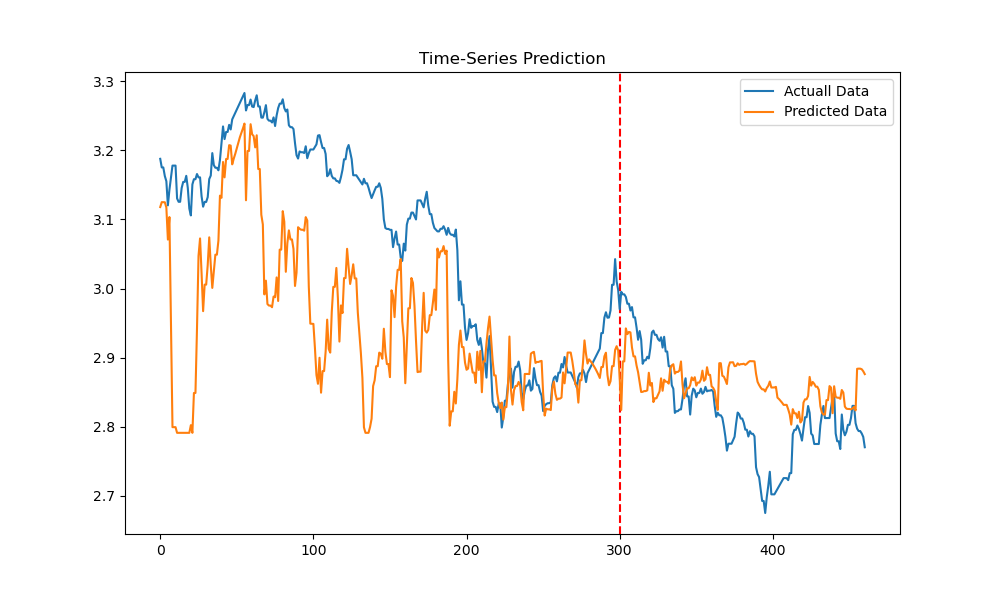 Time-Series Prediction
Actuall Data
Predicted Data
3.3
3.2
3.1
3.0
2.9
2.8
2.7
0 100 200 300 400